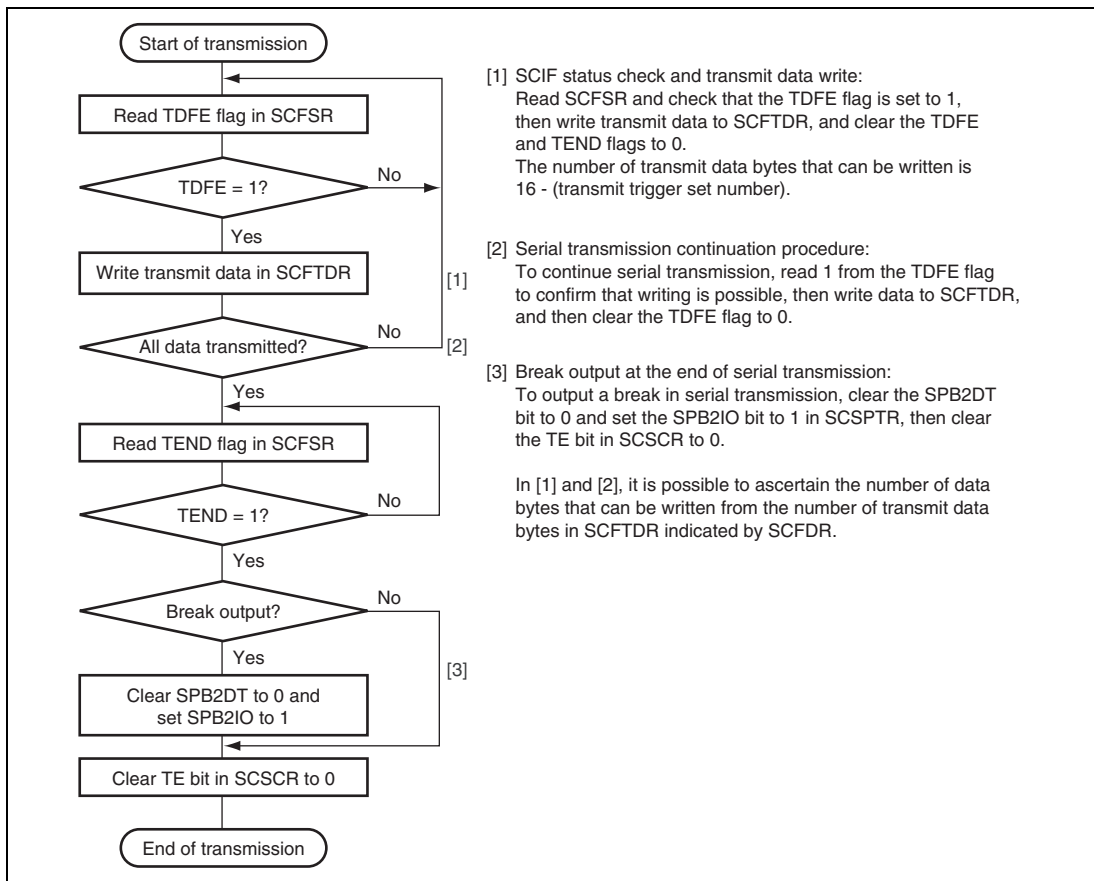 Start of transmission
Read TDFE flag in SCFSR
TDFE = 1?
No
Yes
Write transmit data in SCFTDR
[1]
All data transmitted?
No
[2]
Yes
Read TEND flag in SCFSR
TEND = 1?
No
Yes
Break output?
No
Yes
[3]
Clear SPB2DT to 0 and
set SPB2IO to 1
Clear TE bit in SCSCR to 0
End of transmission
[1] SCIF status check and transmit data write:
Read SCFSR and check that the TDFE flag is set to 1,
then write transmit data to SCFTDR, and clear the TDFE
and TEND flags to 0.
The number of transmit data bytes that can be written is
16 - (transmit trigger set number).
[2] Serial transmission continuation procedure:
To continue serial transmission, read 1 from the TDFE flag
to confirm that writing is possible, then write data to SCFTDR,
and then clear the TDFE flag to 0.
[3] Break output at the end of serial transmission:
To output a break in serial transmission, clear the SPB2DT
bit to 0 and set the SPB2IO bit to 1 in SCSPTR, then clear
the TE bit in SCSCR to 0.
In [1] and [2], it is possible to ascertain the number of data
bytes that can be written from the number of transmit data
bytes in SCFTDR indicated by SCFDR.